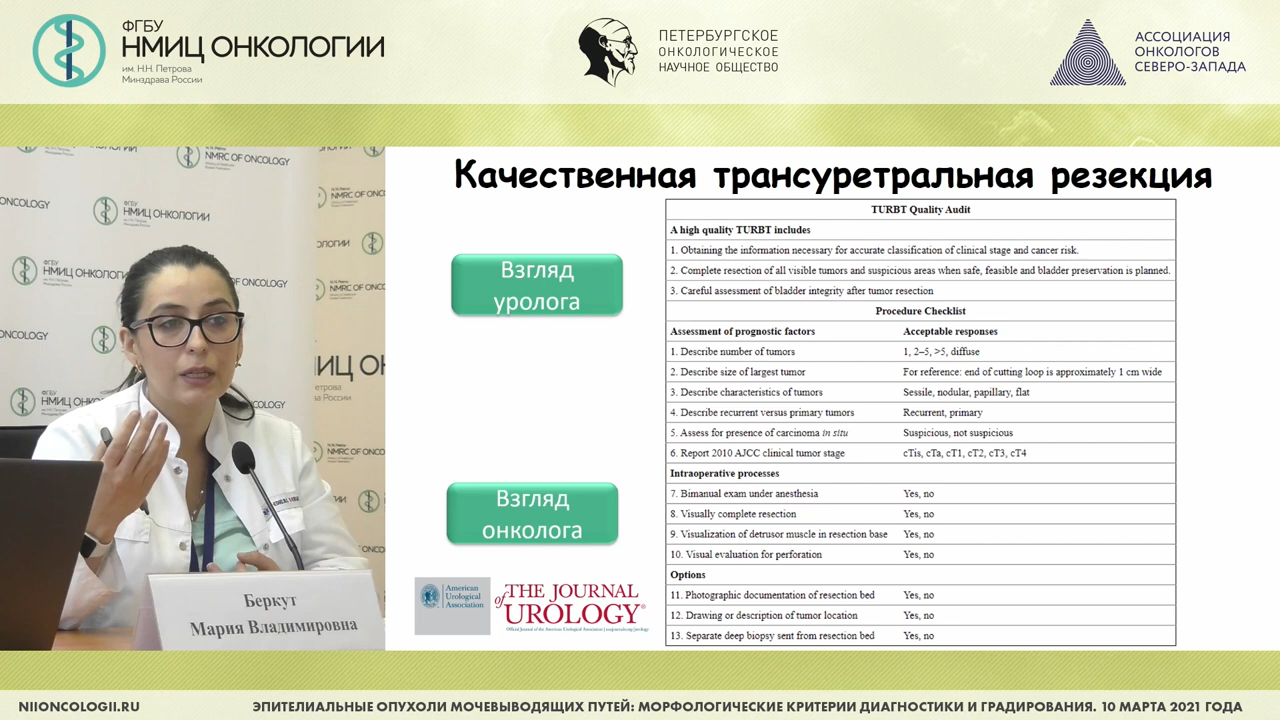 ФГБУ
НМИЦ ОНКОЛОГИИ
им. Н.Н. Петрова
Минздрава России
ПЕТЕРБУРГСКОЕ
ОНКОЛОГИЧЕСКОЕ
НАУЧНОЕ ОБЩЕСТВО
АССОЦИАЦИЯ
ОНКОЛОГОВ
СЕВЕРО-ЗАПАДА
NMRC OF ONCOLOGY
ФГБУ
НМИЦ ОНКОЛОГИИ
Беркут
Мария Владимировна
Качественная трансуретральная резекция
Взгляд
уролога
Взгляд
онколога
American
Urological
Association
of THE JOURNAL
UROLOGY®
TURBT Quality Audit
A high quality TURBT includes
1. Obtaining the information necessary for accurate classification of clinical stage and cancer risk.
2. Complete resection of all visible tumors and suspicious areas when safe, feasible and bladder preservation is planned.
3. Careful assessment of bladder integrity after tumor resection
Procedure Checklist
Assessment of prognostic factors Acceptable responses
1. Describe number of tumors 1, 2–5, >5, diffuse
2. Describe size of largest tumor For reference: end of cutting loop is approximately 1 cm wide
3. Describe characteristics of tumors Sessile, nodular, papillary, flat
4. Describe recurrent versus primary tumors Recurrent, primary
5. Assess for presence of carcinoma in situ Suspicious, not suspicious
6. Report 2010 AJCC clinical tumor stage cTis, cTa, cT1, cT2, cT3, cT4
Intraoperative processes
7. Bimanual exam under anesthesia Yes, no
8. Visually complete resection Yes, no
9. Visualization of detrusor muscle in resection base Yes, no
10. Visual evaluation for perforation Yes, no
Options
11. Photographic documentation of resection bed Yes, no
12. Drawing or description of tumor location Yes, no
13. Separate deep biopsy sent from resection bed Yes, no
NIIONCOLOGII.RU
ЭПИТЕЛИАЛЬНЫЕ ОПУХОЛИ МОЧЕВЫВОДЯЩИХ ПУТЕЙ: МОРФОЛОГИЧЕСКИЕ КРИТЕРИИ ДИАГНОСТИКИ И ГРАДИРОВАНИЯ. 10 МАРТА 2021 ГОДА